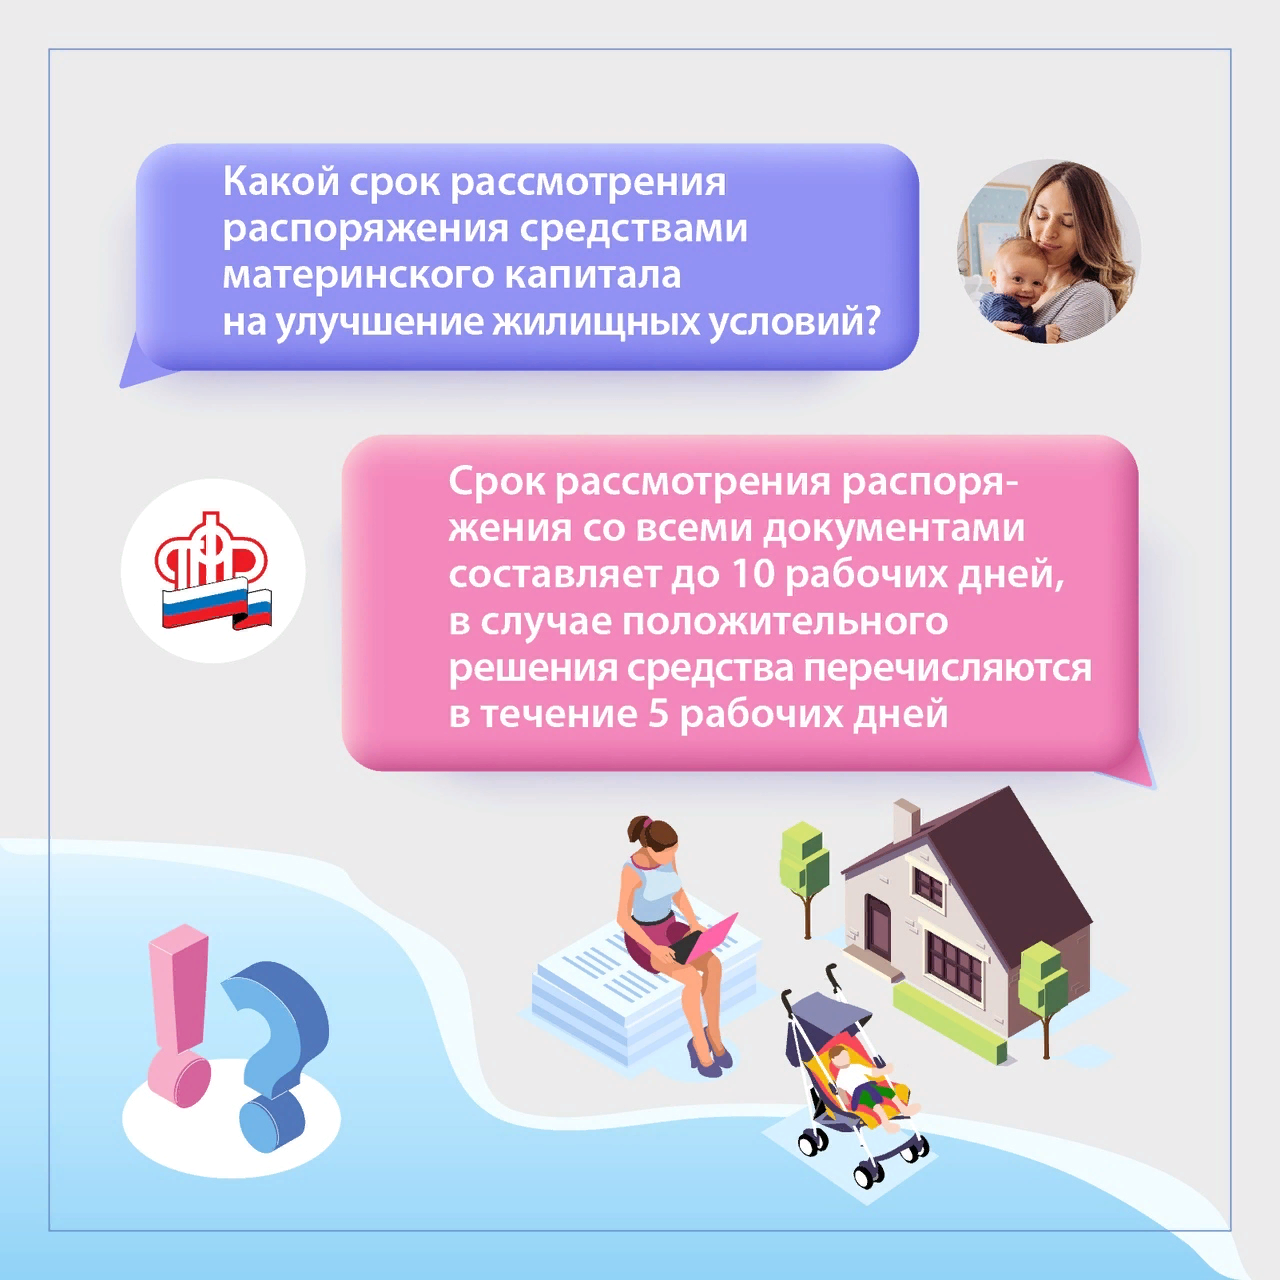 Какой срок рассмотрения
распоряжения средствами
материнского капитала
на улучшение жилищных условий?
Срок рассмотрения распоря-
жения со всеми документами
составляет до 10 рабочих дней,
в случае положительного
решения средства перечисляются
в течение 5 рабочих дней
ПФР
!?